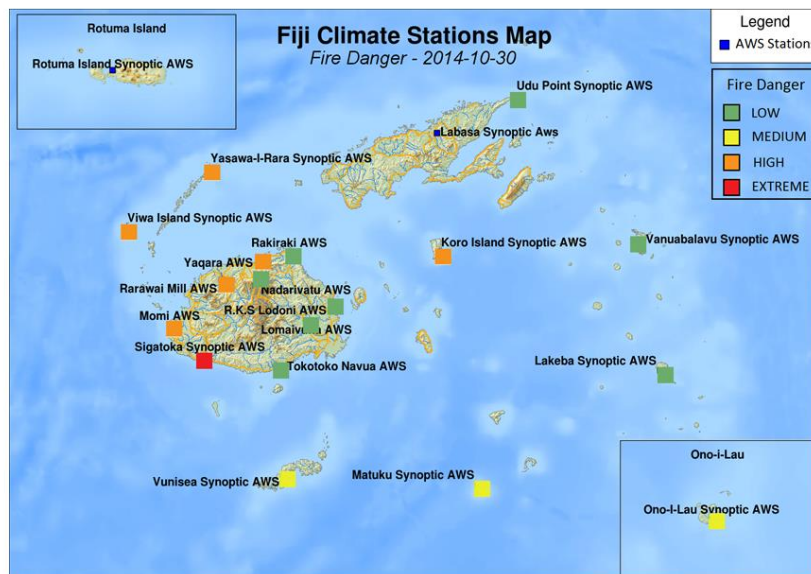 Rotuma Island
Rotuma Island Synoptic AWS
Fiji Climate Stations Map
Fire Danger - 2014-10-30
Legend
AWS Station
Fire Danger
LOW
MEDIUM
HIGH
EXTREME
Udu Point Synoptic AWS
Labasa Synoptic Aws
Yasawa-I-Rara Synoptic AWS
Viwa Island Synoptic AWS
Rakiraki AWS
Koro Island Synoptic AWS
Vanuabalavu Synoptic AWS
Yaqara AWS
Rarawai Mill AWS
Nadarivatu AWS
R.K.S Lodoni AWS
Momi AWS
Lomaivuna AWS
Sigatoka Synoptic AWS
Tokotoko Navua AWS
Lakeba Synoptic AWS
Vunisea Synoptic AWS
Matuku Synoptic AWS
Ono-i-Lau
Ono-I-Lau Synoptic AWS